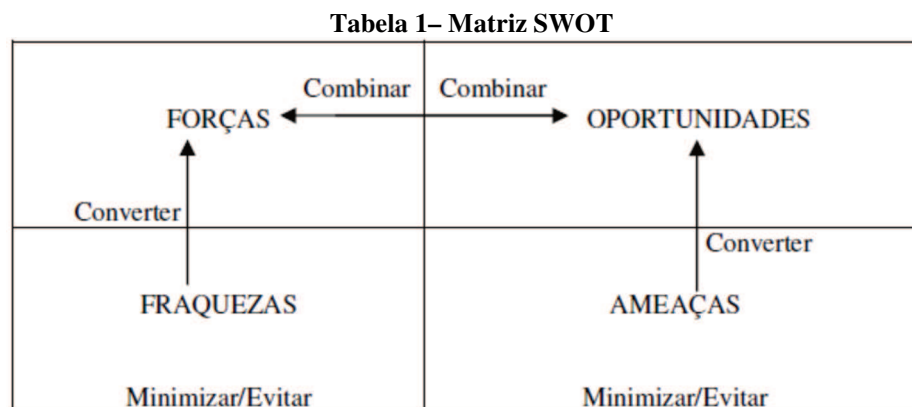 Tabela 1– Matriz SWOT
Combinar Combinar
FORÇAS OPORTUNIDADES
Converter
Converter
FRAQUEZAS AMEAÇAS
Minimizar/Evitar Minimizar/Evitar